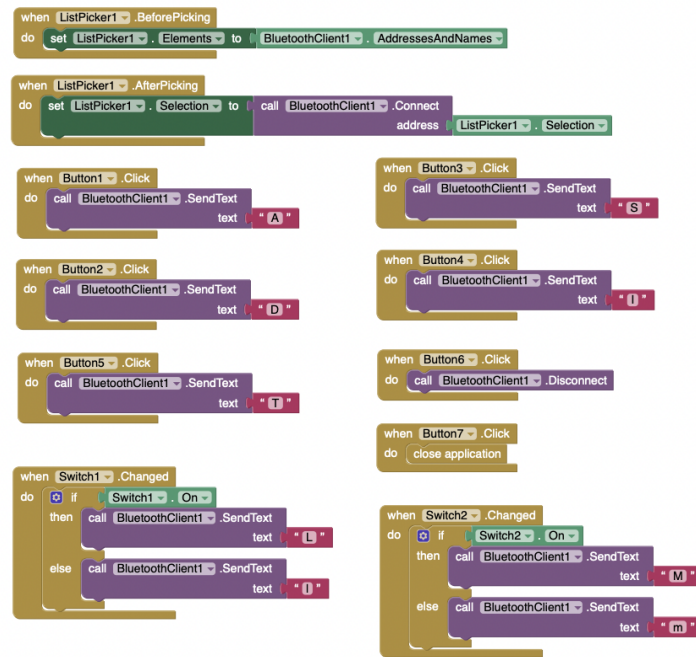 when ListPicker1 .BeforePicking
do set ListPicker1 . Elements to BluetoothClient1 . AddressesAndNames
when ListPicker1 .AfterPicking
do set ListPicker1 . Selection to call BluetoothClient1 .Connect
address ListPicker1 . Selection
when Button1 .Click
do call BluetoothClient1 .SendText
text " A "
when Button3 .Click
do call BluetoothClient1 .SendText
text " S "
when Button2 .Click
do call BluetoothClient1 .SendText
text " D "
when Button4 .Click
do call BluetoothClient1 .SendText
text " I "
when Button5 .Click
do call BluetoothClient1 .SendText
text " T "
when Button6 .Click
do call BluetoothClient1 .Disconnect
when Button7 .Click
do close application
when Switch1 .Changed
do if Switch1 . On
then call BluetoothClient1 .SendText
text " L "
else call BluetoothClient1 .SendText
text " l "
when Switch2 .Changed
do if Switch2 . On
then call BluetoothClient1 .SendText
text " M "
else call BluetoothClient1 .SendText
text " m "